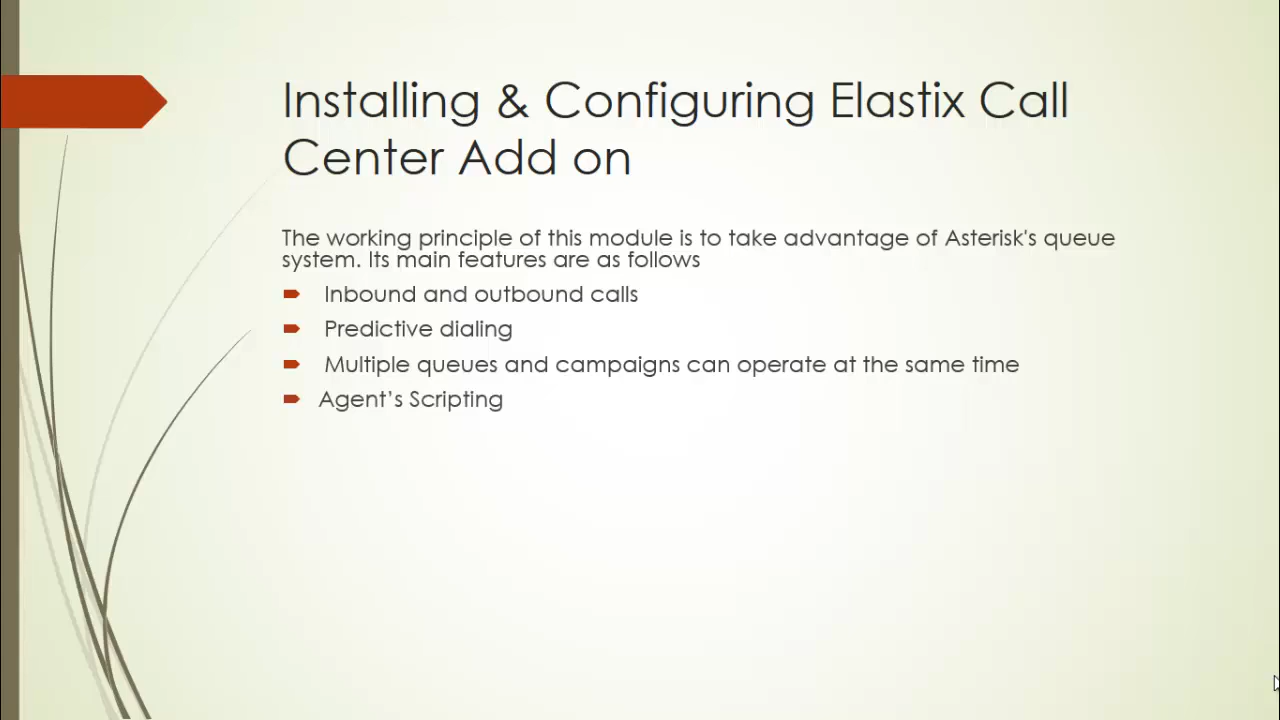 Installing & Configuring Elastix Call
Center Add on
The working principle of this module is to take advantage of Asterisk's queue
system. Its main features are as follows
Inbound and outbound calls
Predictive dialing
Multiple queues and campaigns can operate at the same time
Agent’s Scripting